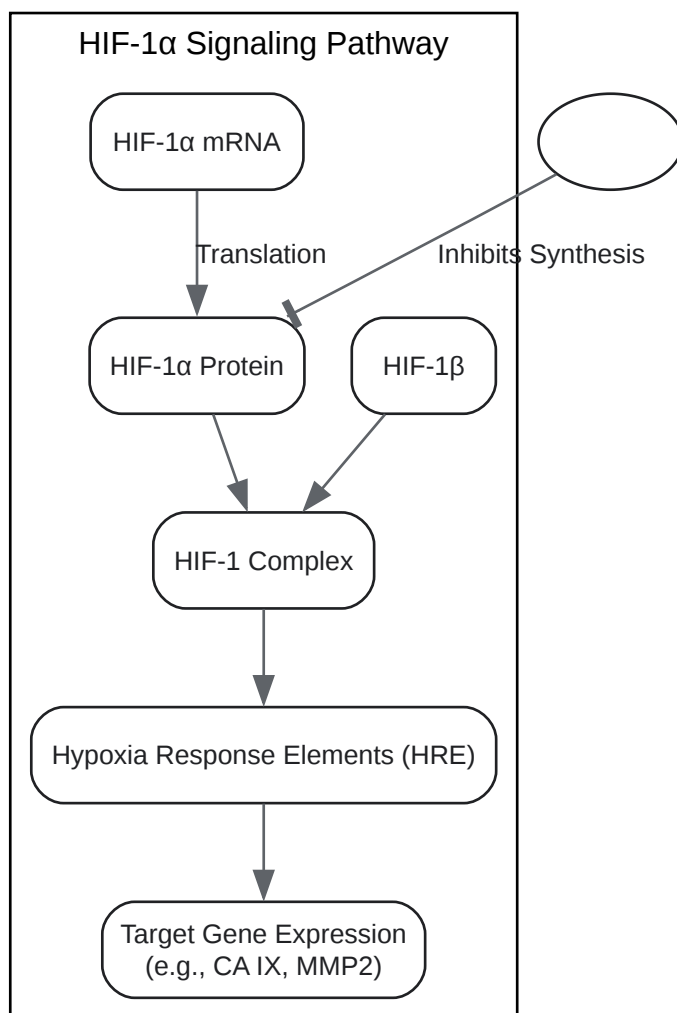 HIF-1α Signaling Pathway
HIF-1α mRNA
Translation
Inhibits Synthesis
HIF-1α Protein
HIF-1β
HIF-1 Complex
Hypoxia Response Elements (HRE)
Target Gene Expression
(e.g., CA IX, MMP2)